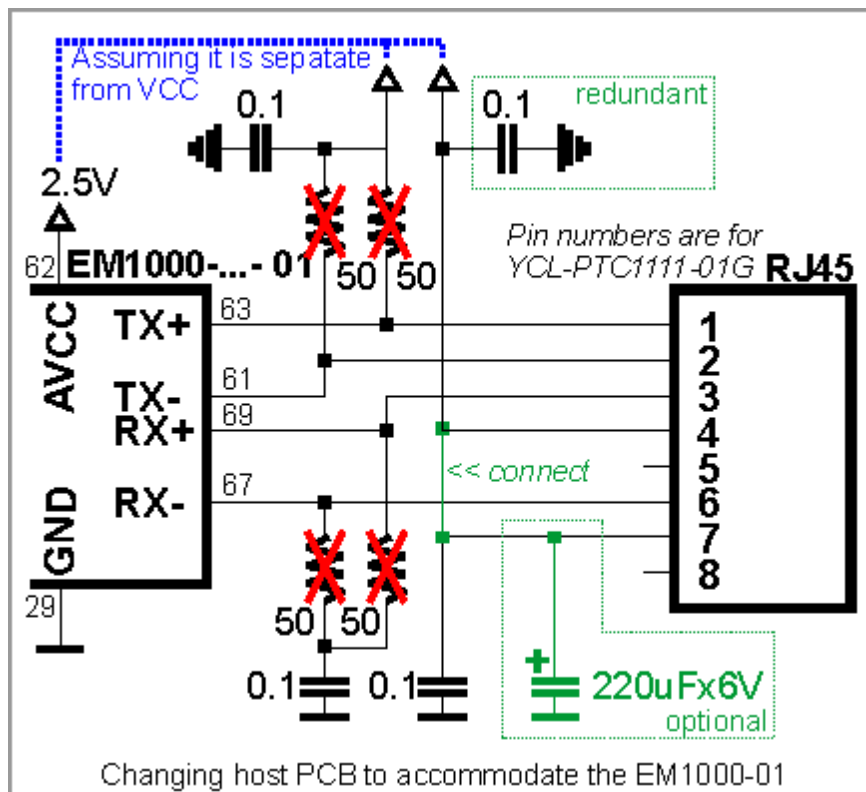 Assuming it is sepatate
from VCC
0.1
0.1
redundant
2.5V
Pin numbers are for
YCL-PTC1111-01G
RJ45
62
EM1000-...- 01
50
50
AVCC
TX+
63
1
2
TX-
61
3
RX+
69
4
<< connect
5
RX-
67
6
7
GND
8
29
50
50
0.1
0.1
+
220uFx6V
optional
Changing host PCB to accommodate the EM1000-01